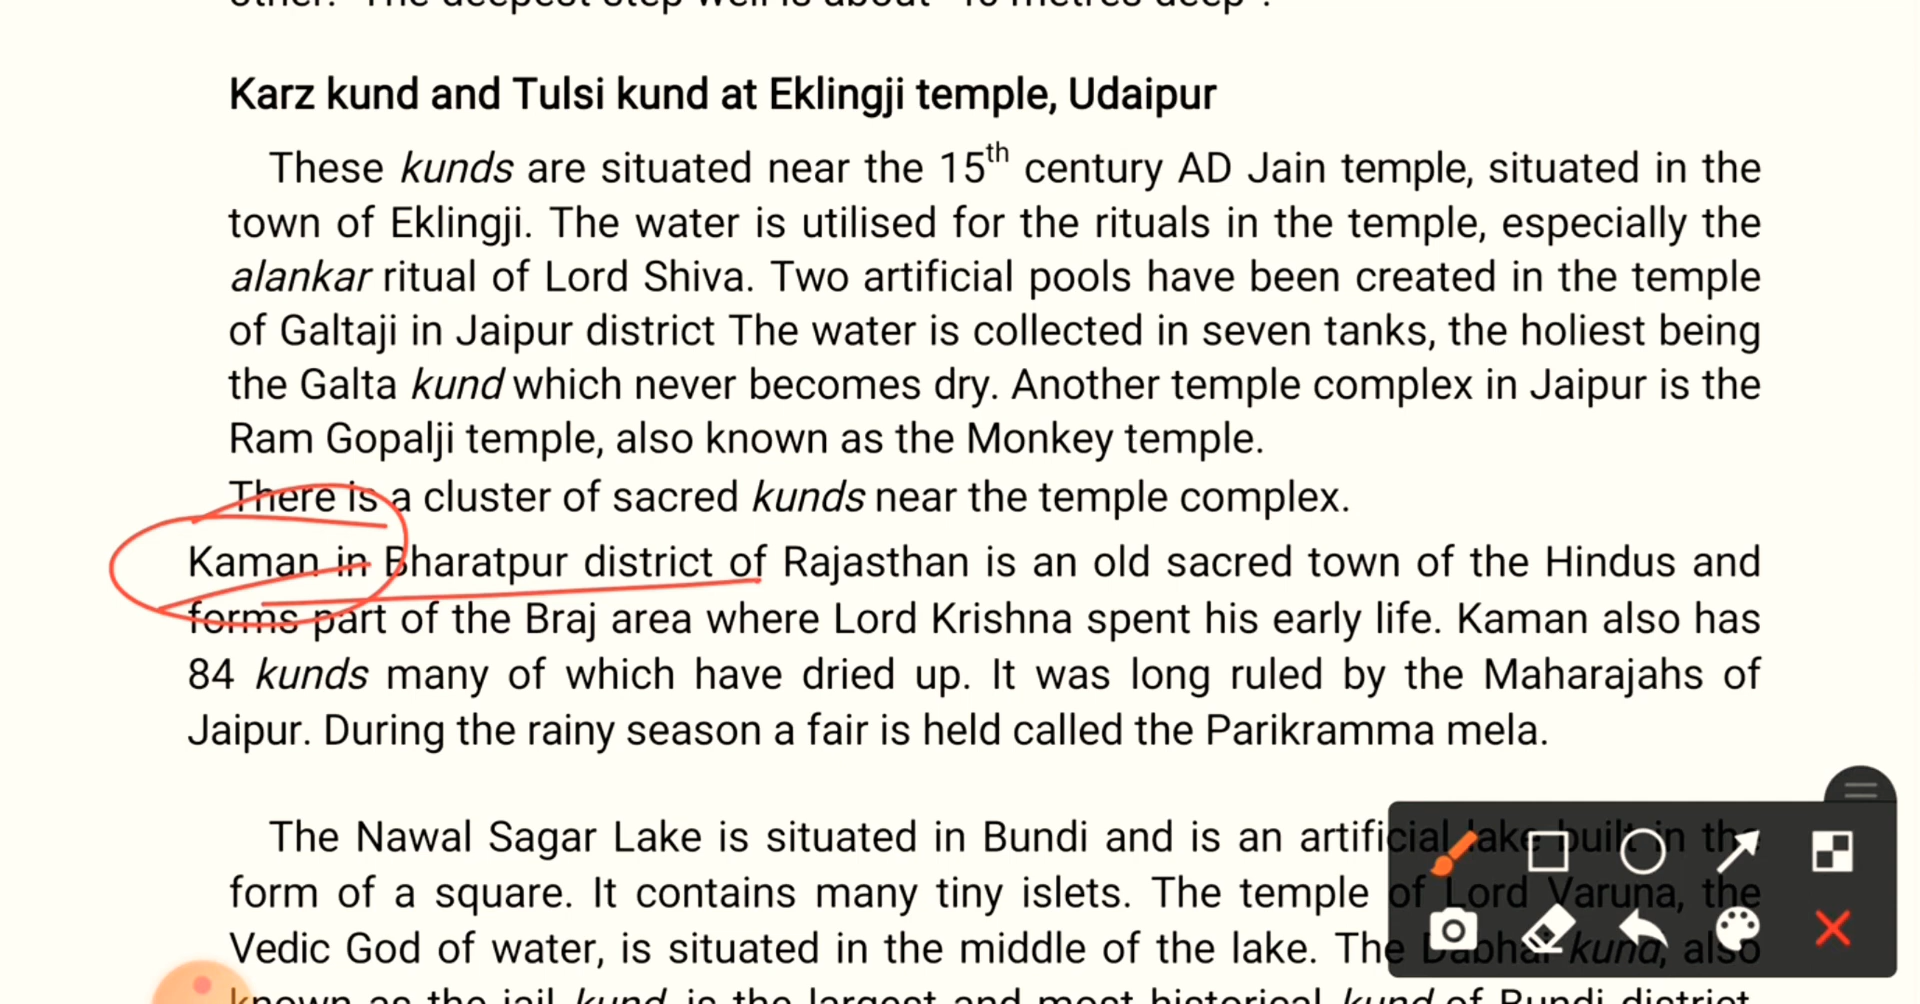 other. The deepest step well is about 40 metres deep .
Karz kund and Tulsi kund at Eklingji temple, Udaipur
These kunds are situated near the 15th century AD Jain temple, situated in the
town of Eklingji. The water is utilised for the rituals in the temple, especially the
alankar ritual of Lord Shiva. Two artificial pools have been created in the temple
of Galtaji in Jaipur district The water is collected in seven tanks, the holiest being
the Galta kund which never becomes dry. Another temple complex in Jaipur is the
Ram Gopalji temple, also known as the Monkey temple.
There is a cluster of sacred kunds near the temple complex.
Kaman in Bharatpur district of Rajasthan is an old sacred town of the Hindus and
forms part of the Braj area where Lord Krishna spent his early life. Kaman also has
84 kunds many of which have dried up. It was long ruled by the Maharajahs of
Jaipur. During the rainy season a fair is held called the Parikramma mela.
The Nawal Sagar Lake is situated in Bundi and is an artificial lake built in the
form of a square. It contains many tiny islets. The temple of Lord Varuna, the
Vedic God of water, is situated in the middle of the lake. The Dabhai kund, also
known as the jail kund, is the largest and most historical kund of Bundi district.